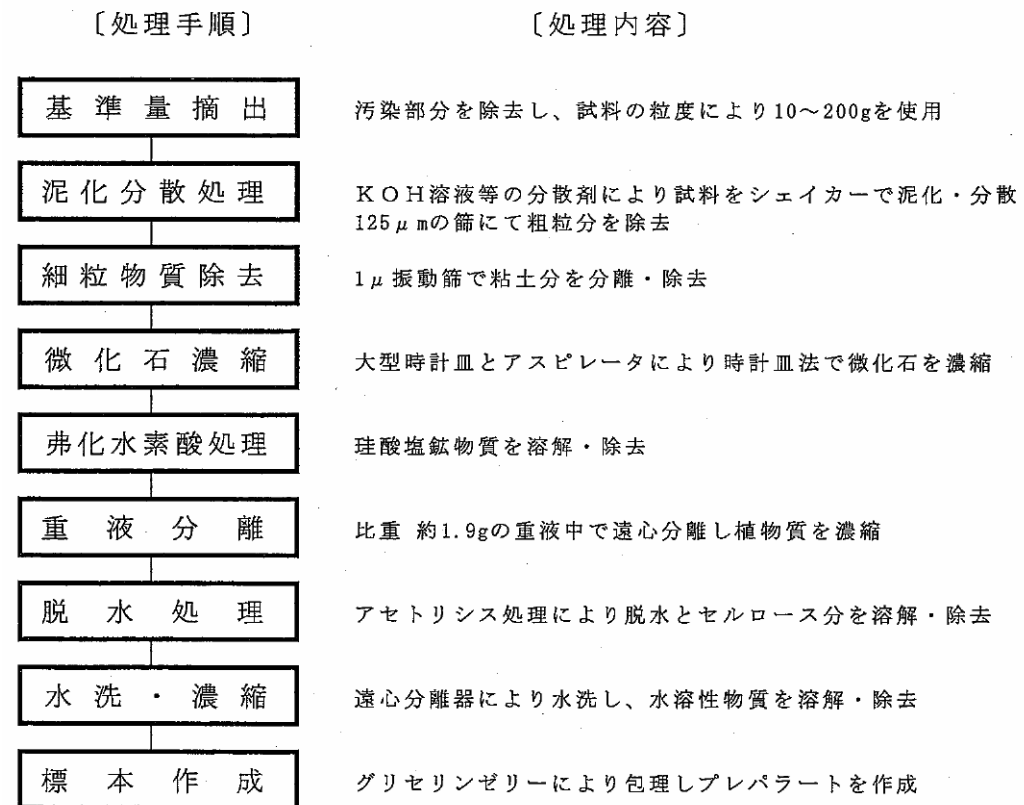 〔処理手順〕 〔処理内容〕
基準量摘出 汚染部分を除去し、試料の粒度により10～200gを使用
泥化分散処理 KOH溶液等の分散剤により試料をシェイカーで泥化・分散
125μmの篩にて粗粒分を除去
細粒物質除去 1μ振動篩で粘土分を分離・除去
微化石濃縮 大型時計皿とアスピレータにより時計皿法で微化石を濃縮
弗化水素酸処理 珪酸塩鉱物質を溶解・除去
重液分離 比重 約1.9gの重液中で遠心分離し植物質を濃縮
脱水処理 アセトリシス処理により脱水とセルロース分を溶解・除去
水洗・濃縮 遠心分離器により水洗し、水溶性物質を溶解・除去
標本作成 グリセリンゼリーにより包理しプレパラートを作成